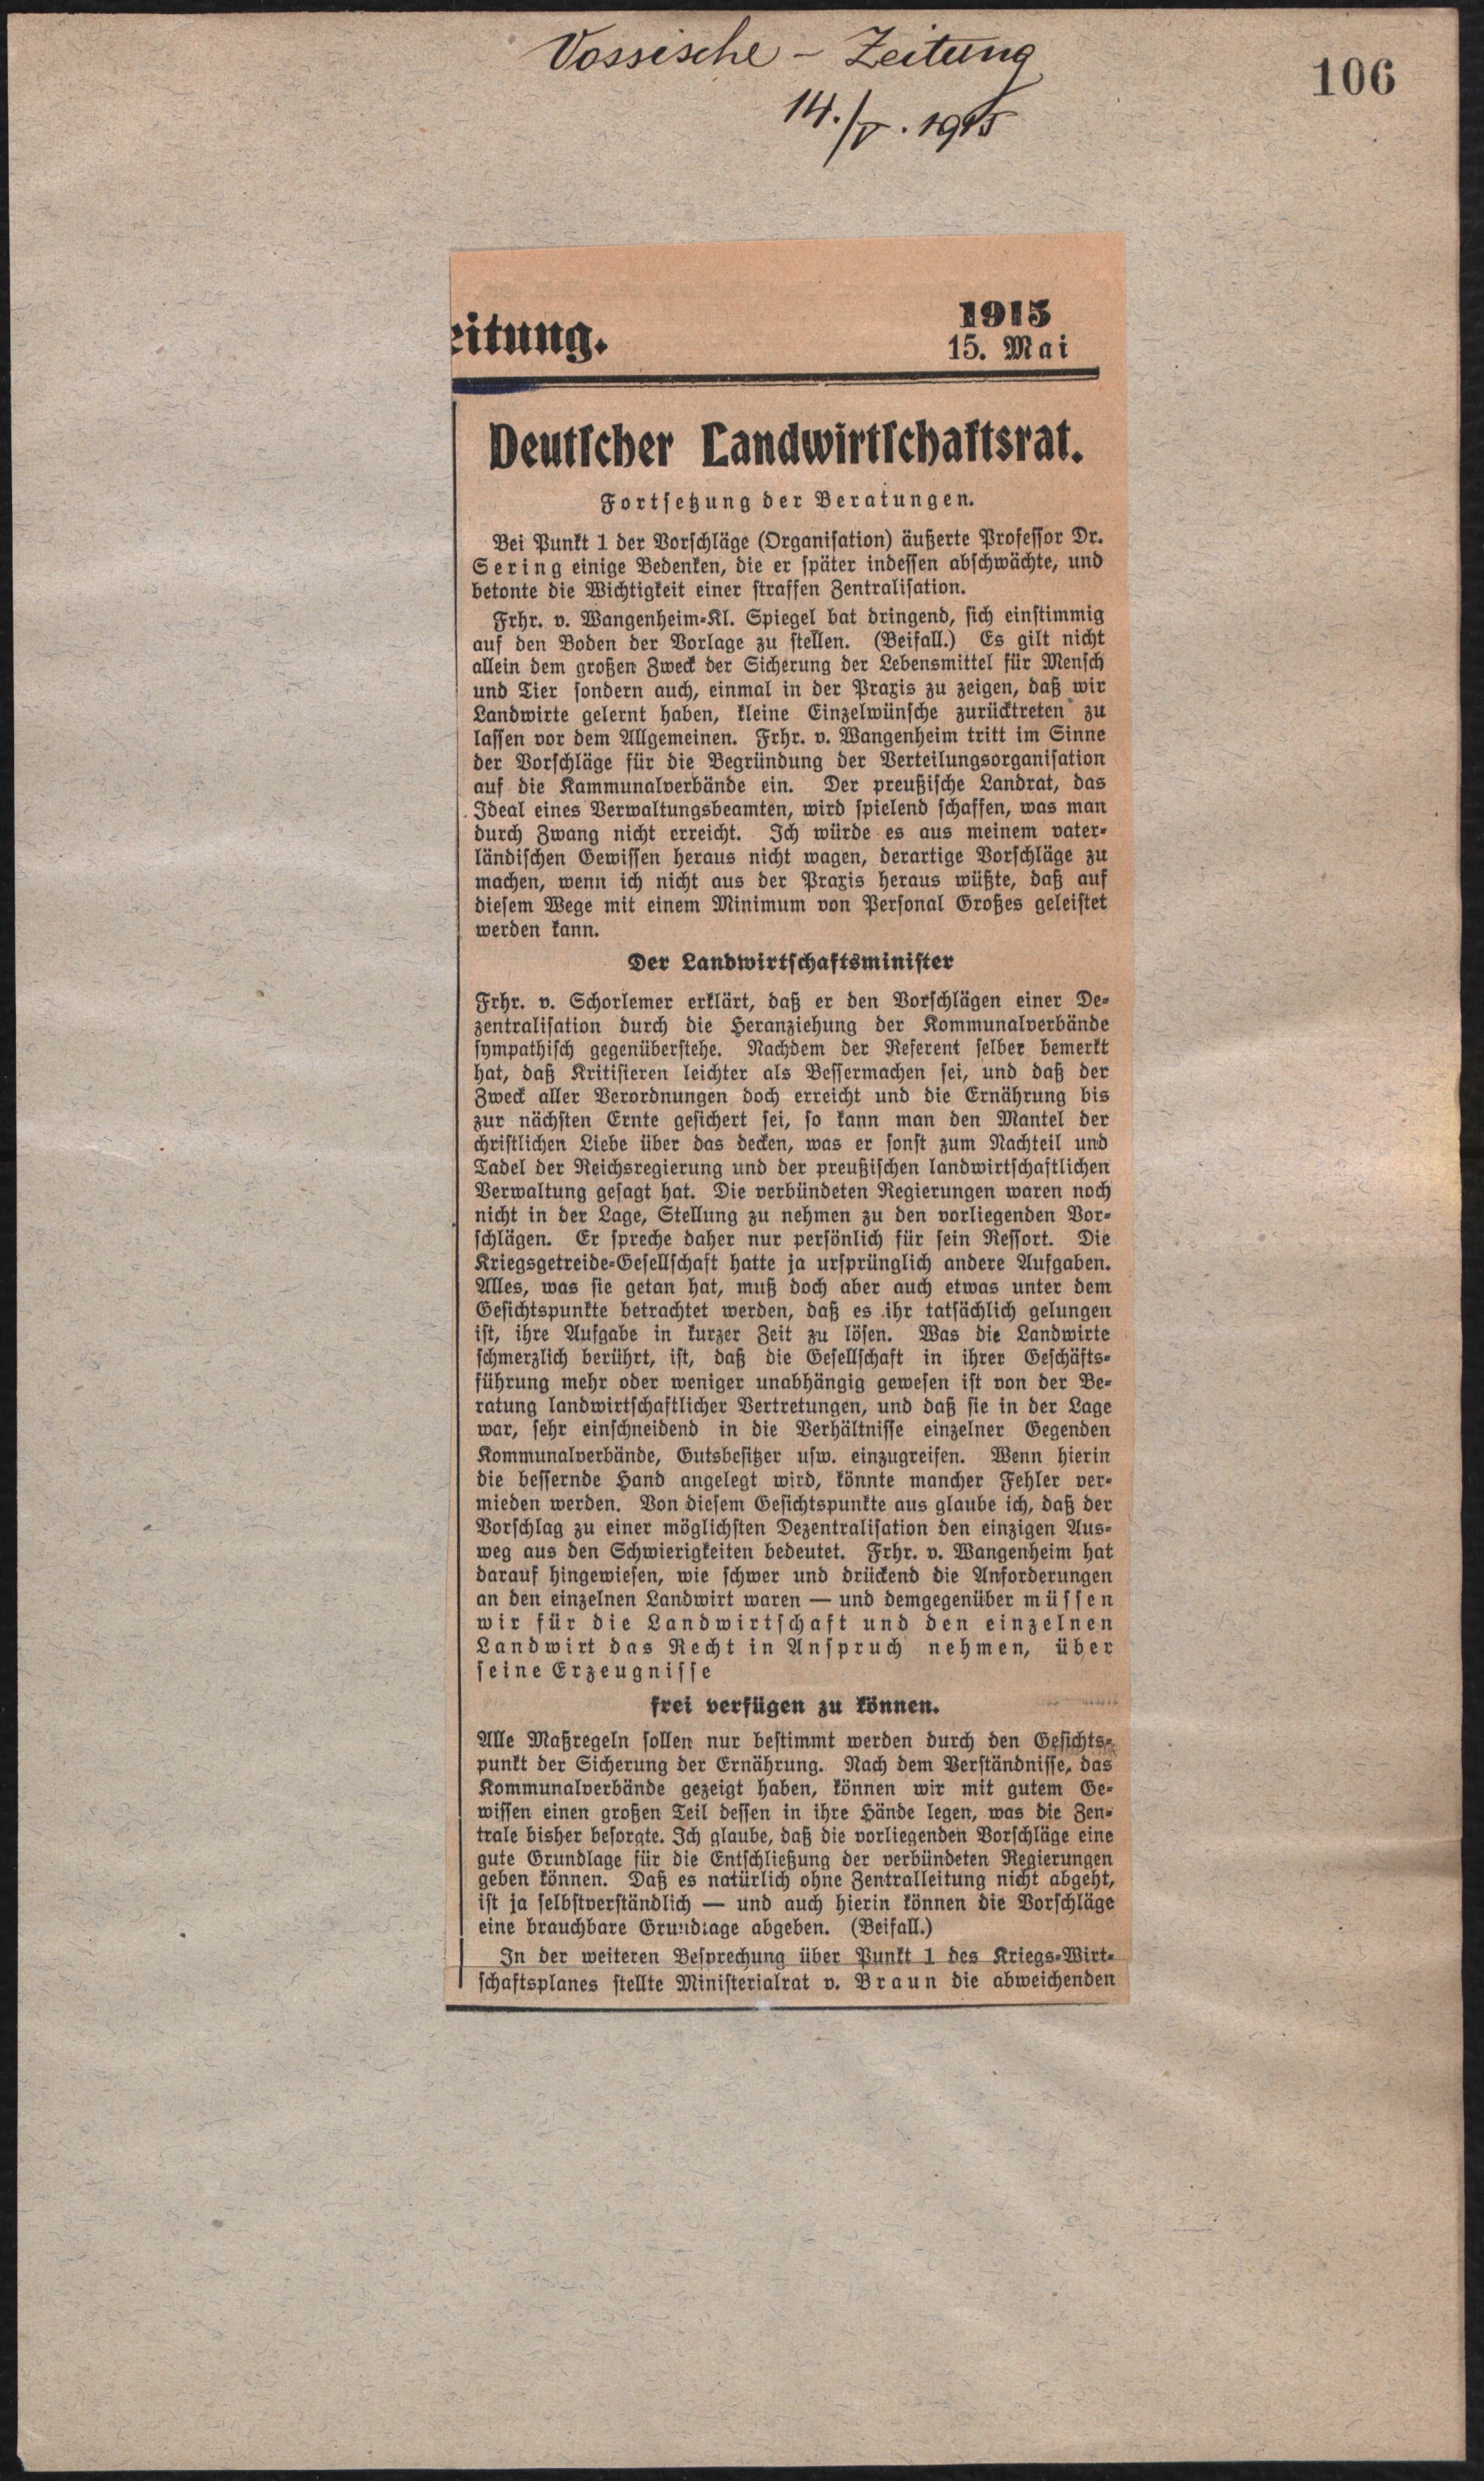 Vossische - Zeitung
106
14./V. 1915
eitung.
1915
15. Mai
Deutscher Landwirtschaftsrat.
Fortsetzung der Beratungen.
Bei Punkt 1 der Vorschläge (Organisation) äußerte Professor Dr.
Sering einige Bedenken, die er später indessen abschwächte, und
betonte die Wichtigkeit einer straffen Zentralisation.
Frhr. v. Wangenheim-Kl. Spiegel bat dringend, sich einstimmig
auf den Boden der Vorlage zu stellen. (Beifall.) Es gilt nicht
allein dem großen Zweck der Sicherung der Lebensmittel für Mensch
und Tier sondern auch, einmal in der Praxis zu zeigen, daß wir
Landwirte gelernt haben, kleine Einzelwünsche zurücktreten zu
lassen vor dem Allgemeinen. Frhr. v. Wangenheim tritt im Sinne
der Vorschläge für die Begründung der Verteilungsorganisation
auf die Kammunalverbände ein. Der preußische Landrat, das
Ideal eines Verwaltungsbeamten, wird spielend schaffen, was man
durch Zwang nicht erreicht. Ich würde es aus meinem vater-
ländischen Gewissen heraus nicht wagen, derartige Vorschläge zu
machen, wenn ich nicht aus der Praxis heraus wüßte, daß auf
diesem Wege mit einem Minimum von Personal Großes geleistet
werden kann.
Der Landwirtschaftsminister
Frhr. v. Schorlemer erklärt, daß er den Vorschlägen einer De-
zentralisation durch die Heranziehung der Kommunalverbände
sympathisch gegenüberstehe. Nachdem der Referent selber bemerkt
hat, daß Kritisieren leichter als Bessermachen sei, und daß der
Zweck aller Verordnungen doch erreicht und die Ernährung bis
zur nächsten Ernte gesichert sei, so kann man den Mantel der
christlichen Liebe über das decken, was er sonst zum Nachteil und
Tadel der Reichsregierung und der preußischen landwirtschaftlichen
Verwaltung gesagt hat. Die verbündeten Regierungen waren noch
nicht in der Lage, Stellung zu nehmen zu den vorliegenden Vor-
schlägen. Er spreche daher nur persönlich für sein Ressort. Die
Kriegsgetreide-Gesellschaft hatte ja ursprünglich andere Aufgaben.
Alles, was sie getan hat, muß doch aber auch etwas unter dem
Gesichtspunkte betrachtet werden, daß es ihr tatsächlich gelungen
ist, ihre Aufgabe in kurzer Zeit zu lösen. Was die Landwirte
schmerzlich berührt, ist, daß die Gesellschaft in ihrer Geschäfts-
führung mehr oder weniger unabhängig gewesen ist von der Be-
ratung landwirtschaftlicher Vertretungen, und daß sie in der Lage
war, sehr einschneidend in die Verhältnisse einzelner Gegenden
Kommunalverbände, Gutsbesitzer usw. einzugreifen. Wenn hierin
die bessernde Hand angelegt wird, könnte mancher Fehler ver-
mieden werden. Von diesem Gesichtspunkte aus glaube ich, daß der
Vorschlag zu einer möglichsten Dezentralisation den einzigen Aus-
weg aus den Schwierigkeiten bedeutet. Frhr. v. Wangenheim hat
darauf hingewiesen, wie schwer und drückend die Anforderungen
an den einzelnen Landwirt waren — und demgegenüber müssen
wir für die Landwirtschaft und den einzelnen
Landwirt das Recht in Anspruch nehmen, über
seine Erzeugnisse
frei verfügen zu können.
Alle Maßregeln sollen nur bestimmt werden durch den Gesichts-
punkt der Sicherung der Ernährung. Nach dem Verständnisse, das
Kommunalverbände gezeigt haben, können wir mit gutem Ge-
wissen einen großen Teil dessen in ihre Hände legen, was die Zen-
trale bisher besorgte. Ich glaube, daß die vorliegenden Vorschläge eine
gute Grundlage für die Entschließung der verbündeten Regierungen
geben können. Daß es natürlich ohne Zentralleitung nicht abgeht,
ist ja selbstverständlich — und auch hierin können die Vorschläge
eine brauchbare Grundlage abgeben. (Beifall.)
In der weiteren Besprechung über Punkt 1 des Kriegs-Wirt-
schaftsplanes stellte Ministerialrat v. Braun die abweichenden